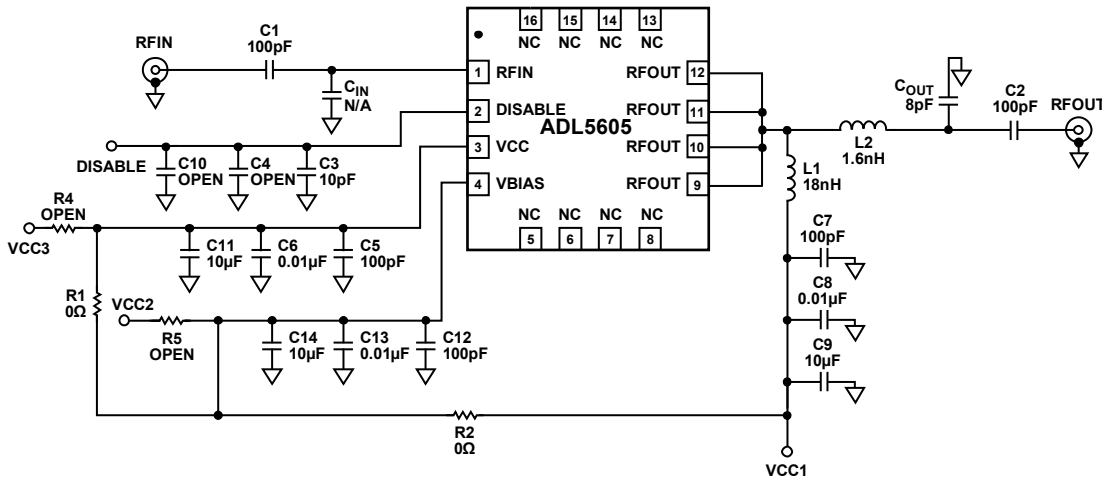 16 15 14 13
NC NC NC NC
RFIN
C1
100pF
1 RFIN
RFOUT 12
CIN
N/A
2 DISABLE
RFOUT 11
ADL5605
3 VCC
RFOUT 10
4 VBIAS
RFOUT 9
NC NC NC NC
5 6 7 8
COUT
8pF
C2
100pF
RFOUT
L2
1.6nH
L1
18nH
DISABLE
C10
OPEN
C4
OPEN
C3
10pF
R4
OPEN
VCC3
C11
10µF
C6
0.01µF
C5
100pF
C7
100pF
R1
0Ω
VCC2
R5
OPEN
C14
10µF
C13
0.01µF
C12
100pF
C8
0.01µF
C9
10µF
R2
0Ω
VCC1